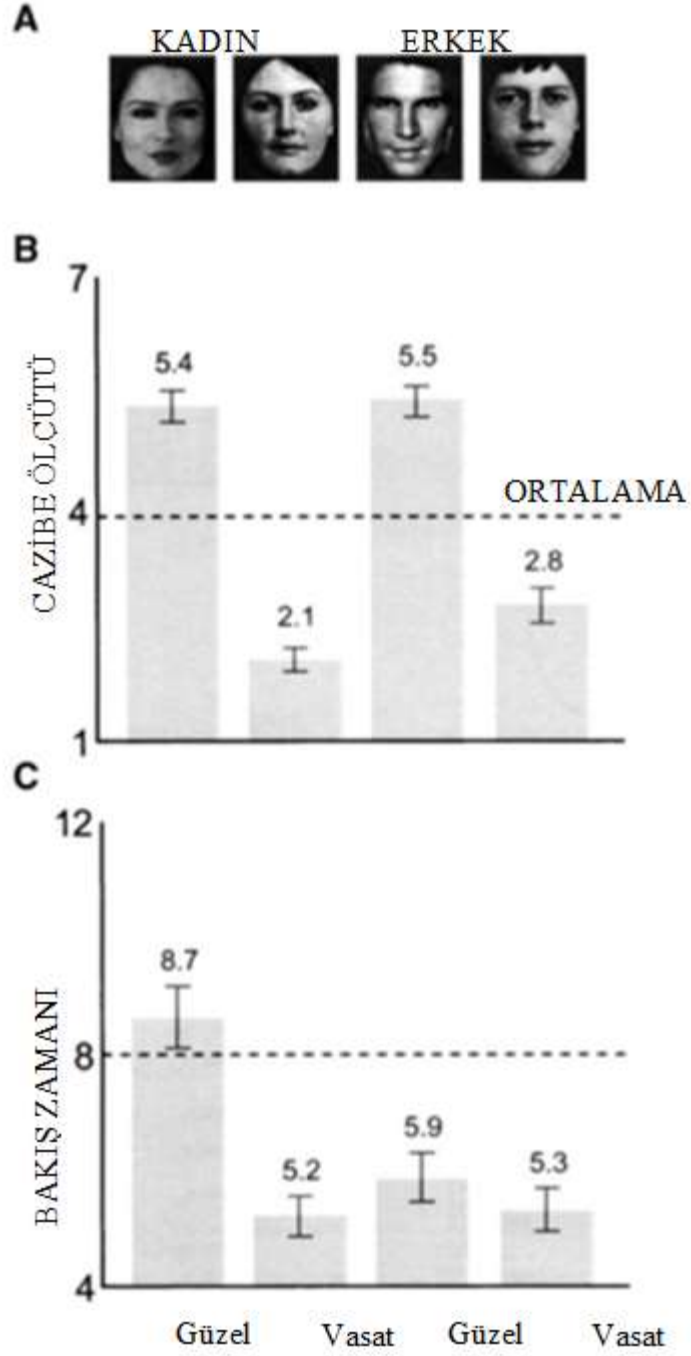 A
KADIN ERKEK
B
7
5.4 5.5
CAZİBE ÖLÇÜTÜ
ORTALAMA
4
2.8
2.1
1
C
12
8.7
BAKIŞ ZAMANI
8
5.9
5.2 5.3
4
Güzel Vasat Güzel Vasat